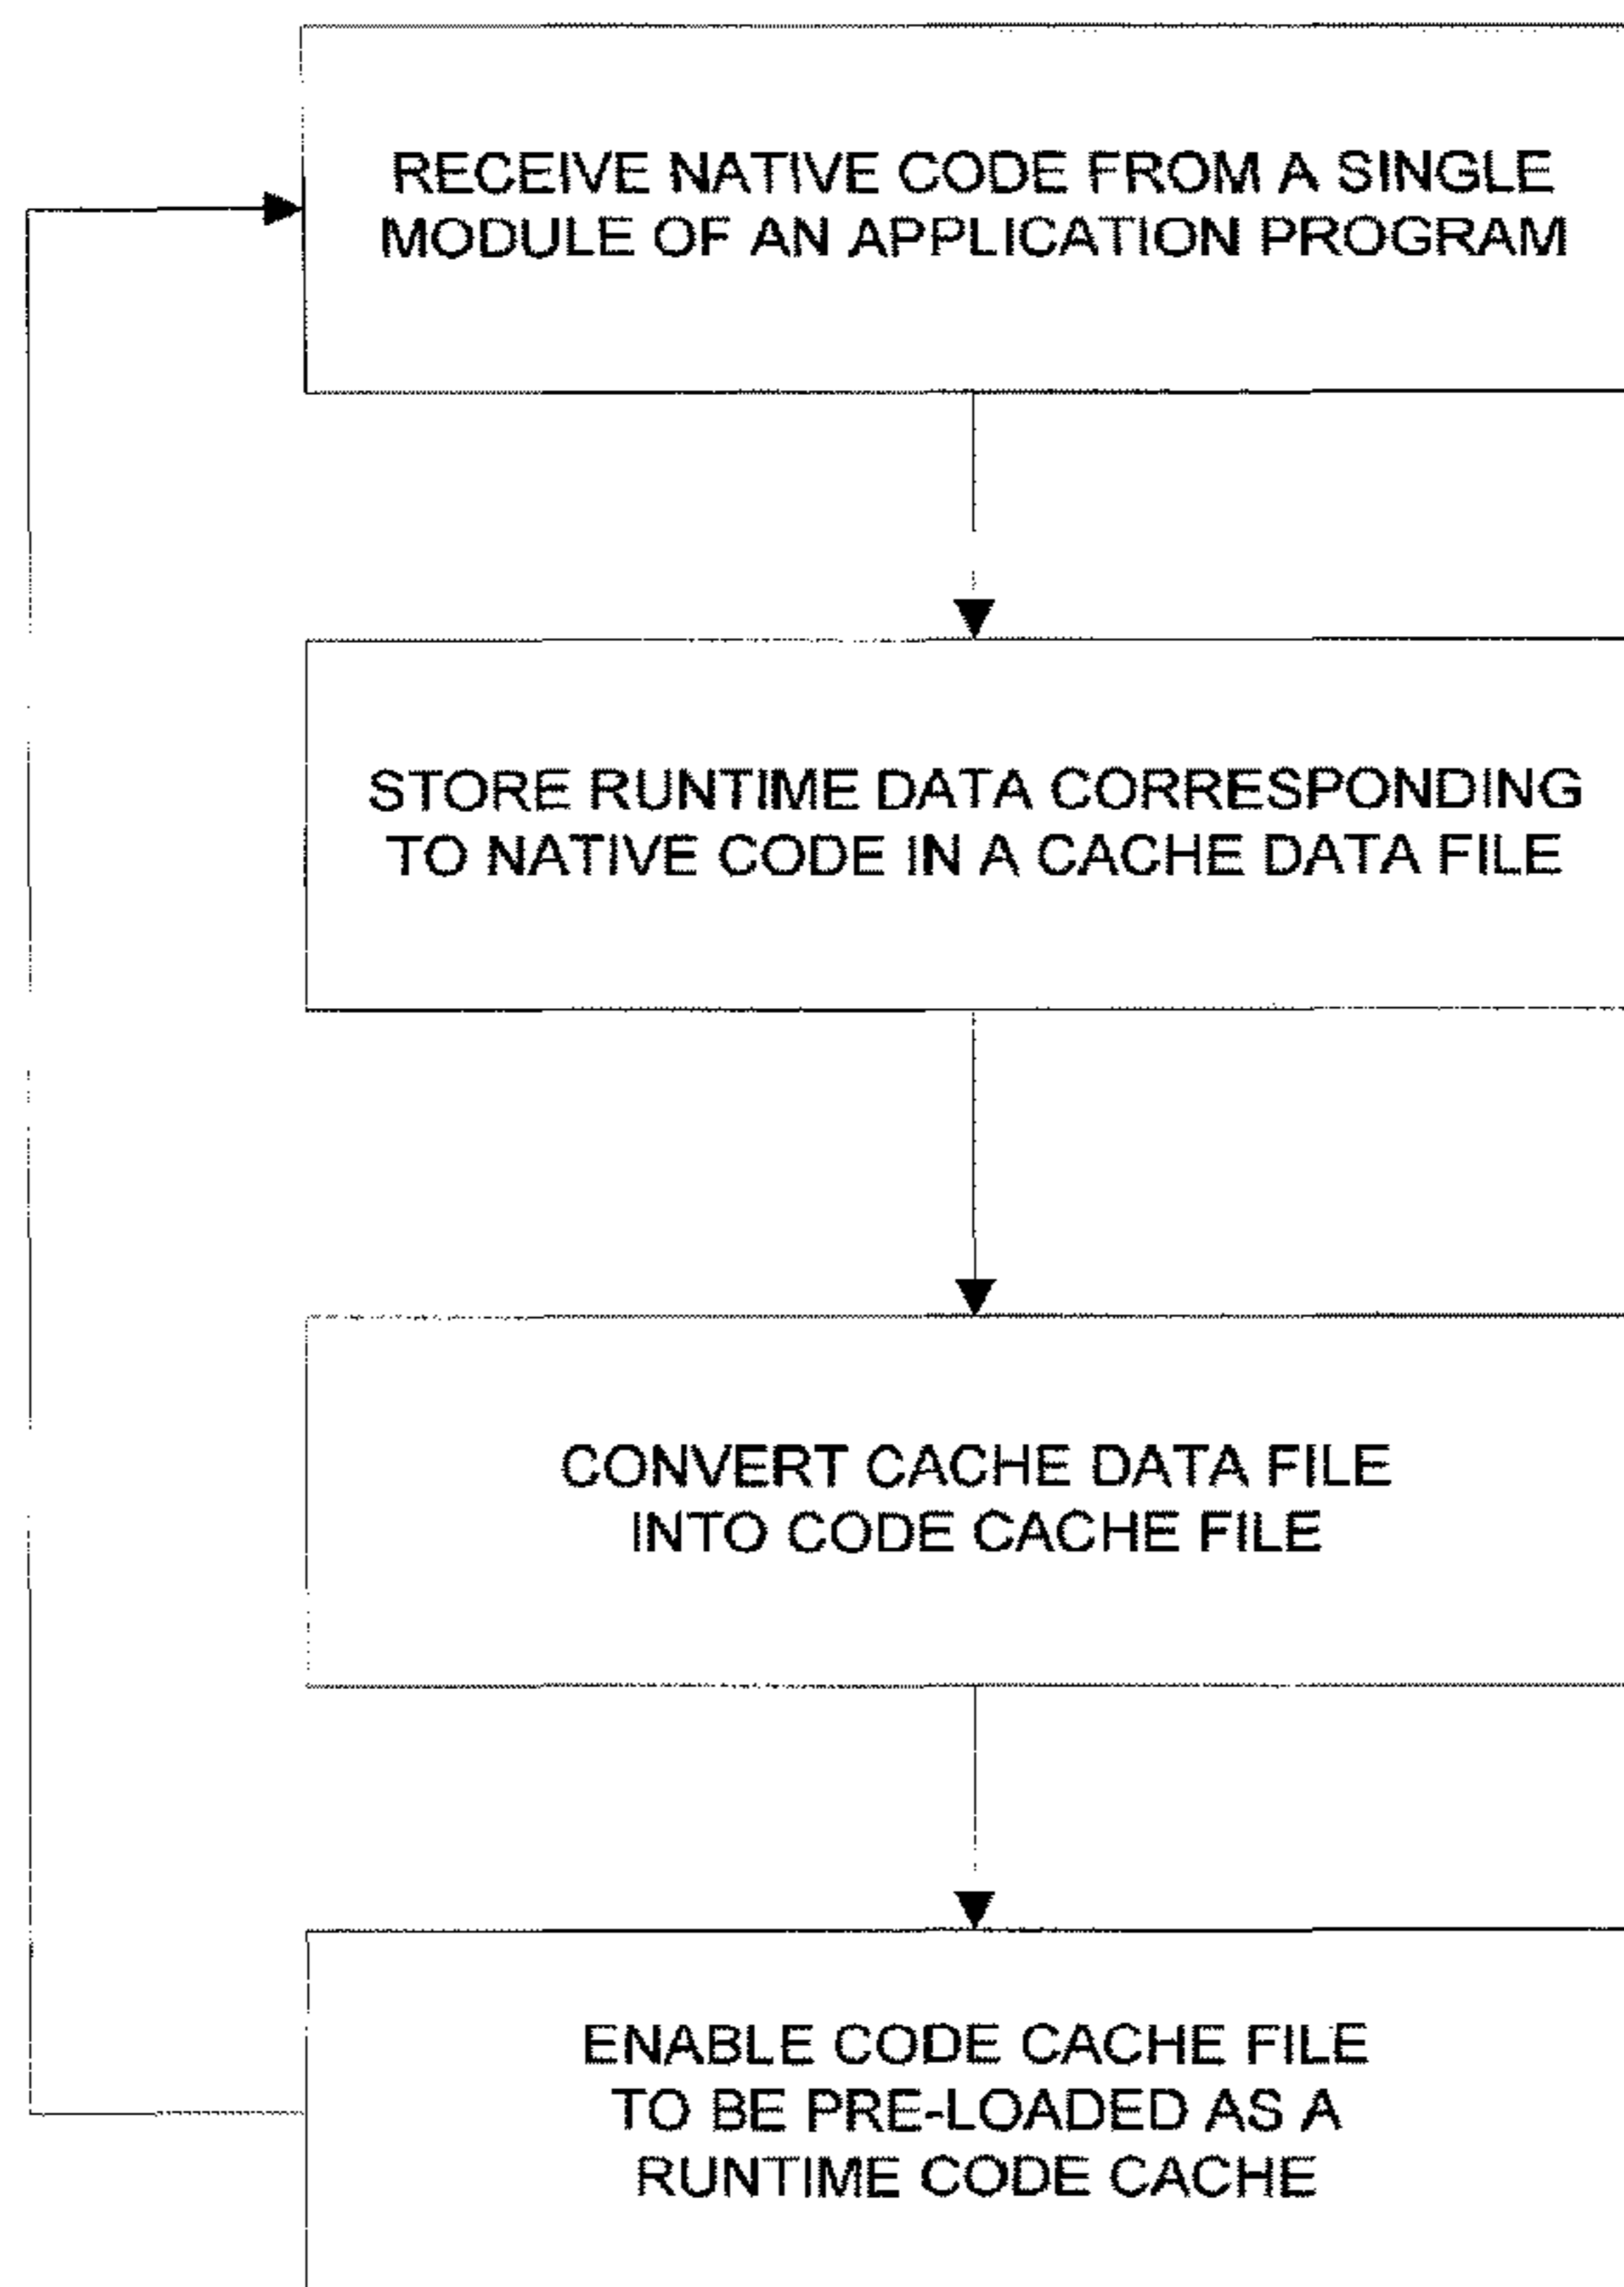 RECEIVE NATIVE CODE FROM A SINGLE
MODULE OF AN APPLICATION PROGRAM
STORE RUNTIME DATA CORRESPONDING
TO NATIVE CODE IN A CACHE DATA FILE
CONVERT CACHE DATA FILE
INTO CODE CACHE FILE
ENABLE CODE CACHE FILE
TO BE PRE-LOADED AS A
RUNTIME CODE CACHE